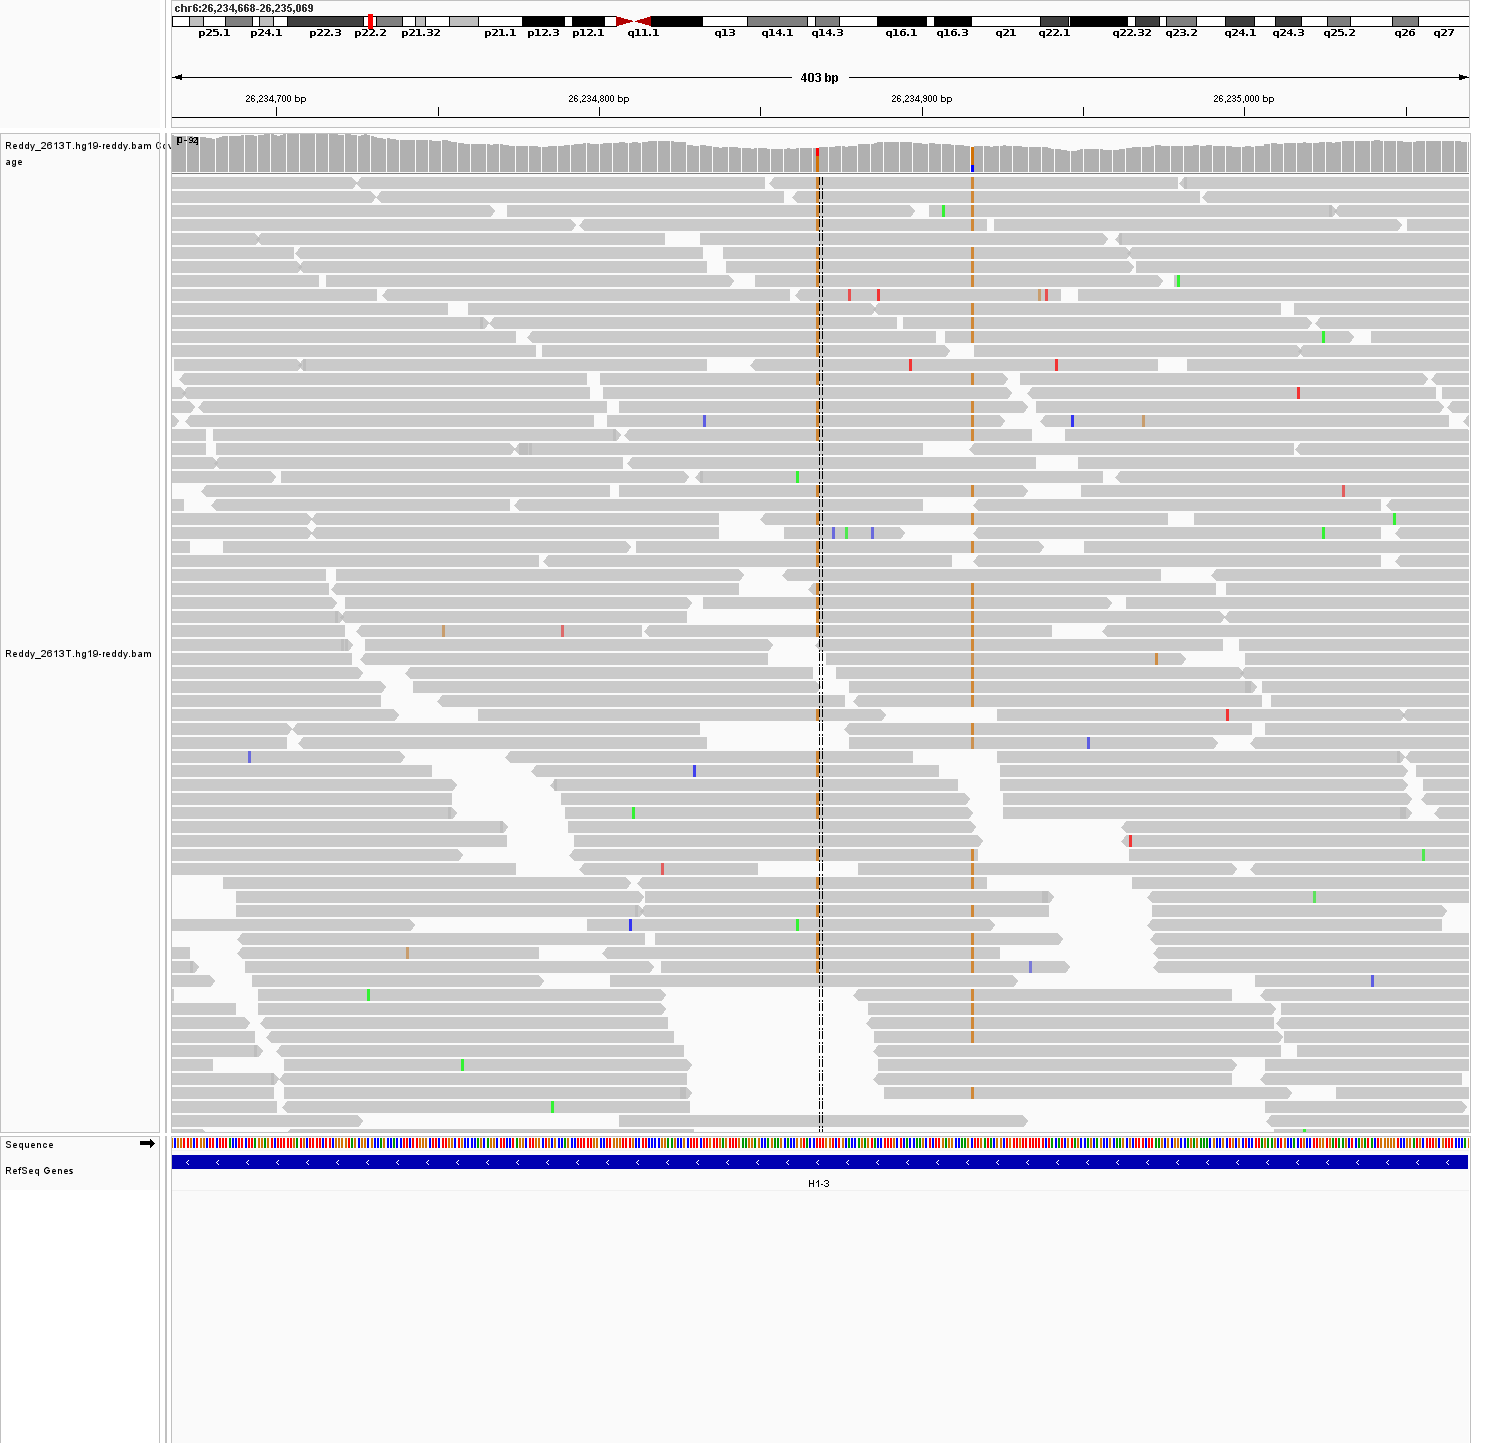 chr6:26,234,668-26,235,069
p25.1 p24.1 p22.3 p22.2 p21.32 p21.1 p12.3 p12.1 q11.1 q13 q14.1 q14.3 q16.1 q16.3 q21 q22.1 q22.32 q23.2 q24.1 q24.3 q25.2 q26 q27
403 bp
26,234,700 bp 26,234,800 bp 26,234,900 bp 26,235,000 bp
[0-92]
Reddy_2613T.hg19-reddy.bam Cov
age
Reddy_2613T.hg19-reddy.bam
Sequence
RefSeq Genes
H1-3